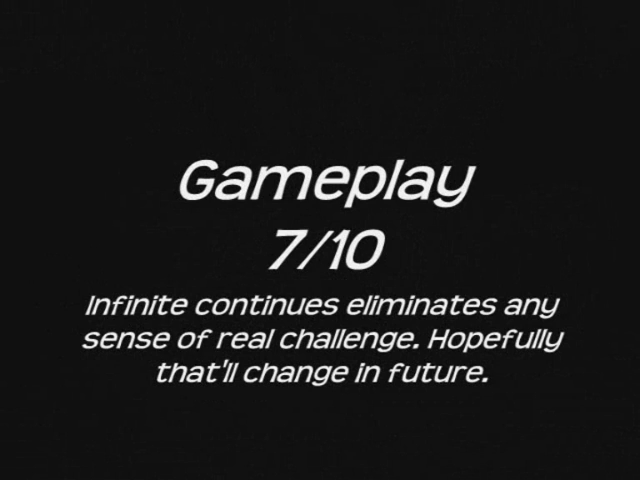 Gameplay
7/10
Infinite continues eliminates any
sense of real challenge. Hopefully
that'll change in future.